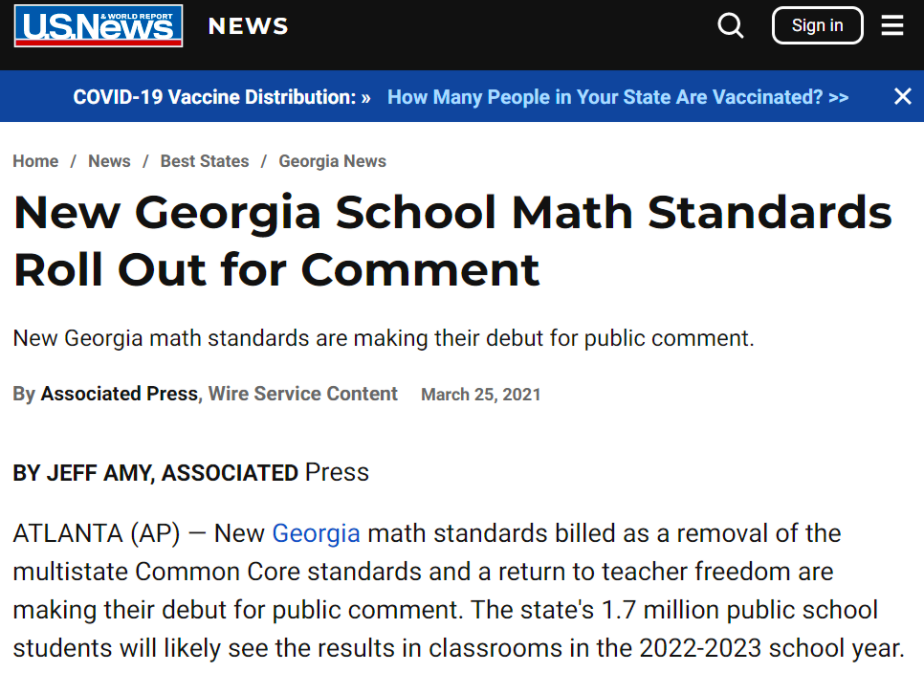 U.S.News & WORLD REPORT
NEWS
Sign in
COVID-19 Vaccine Distribution: » How Many People in Your State Are Vaccinated? >>
Home / News / Best States / Georgia News
New Georgia School Math Standards
Roll Out for Comment
New Georgia math standards are making their debut for public comment.
By Associated Press, Wire Service Content March 25, 2021
BY JEFF AMY, ASSOCIATED Press
ATLANTA (AP) — New Georgia math standards billed as a removal of the
multistate Common Core standards and a return to teacher freedom are
making their debut for public comment. The state's 1.7 million public school
students will likely see the results in classrooms in the 2022-2023 school year.